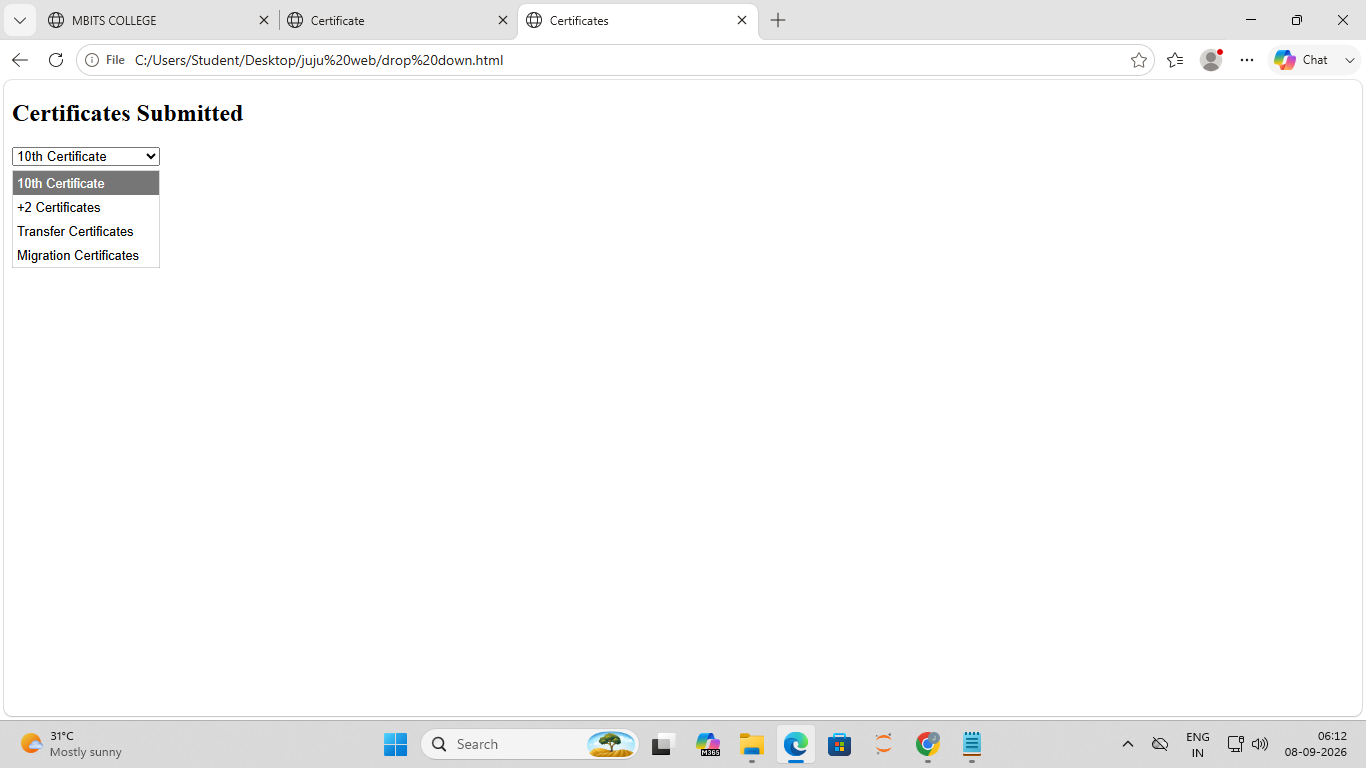 MBITS COLLEGE
Certificate
Certificates
File C:/Users/Student/Desktop/juju%20web/drop%20down.html
Chat
Certificates Submitted
10th Certificate
10th Certificate
+2 Certificates
Transfer Certificates
Migration Certificates
31°C
Mostly sunny
Search
M365
ENG
IN
06:12
08-09-2026